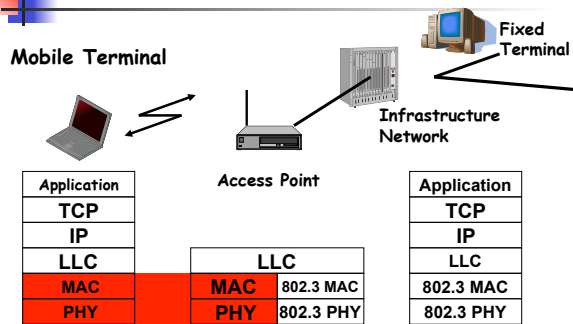 Fixed
Terminal
Mobile Terminal
Infrastructure
Network
Access Point
Application
TCP
IP
LLC
MAC
PHY
LLC
MAC 802.3 MAC
PHY 802.3 PHY
Application
TCP
IP
LLC
802.3 MAC
802.3 PHY